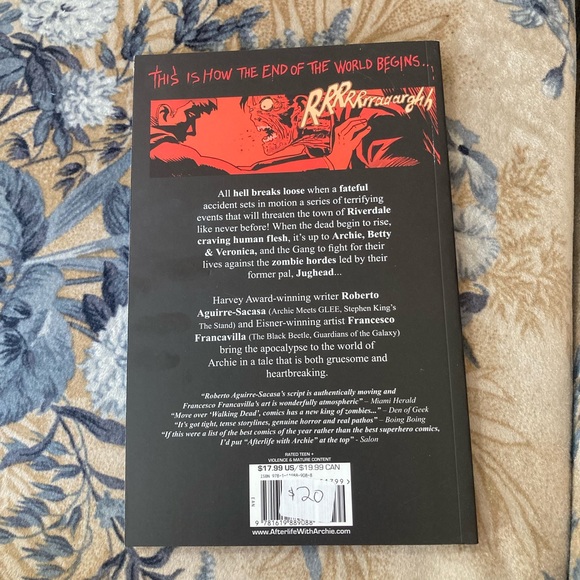 THIS IS HOW THE END OF THE WORLD BEGINS...
RRRRRrraaarghh
All hell breaks loose when a fateful
accident sets in motion a series of terrifying
events that will threaten the town of Riverdale
like never before! When the dead begin to rise,
craving human flesh, it's up to Archie, Betty
& Veronica, and the Gang to fight for their
lives against the zombie hordes led by their
former pal, Jughead...
Harvey Award-winning writer Roberto
Aguirre-Sacasa (Archie Meets GLEE, Stephen King's
The Stand) and Eisner-winning artist Francesco
Francavilla (The Black Beetle, Guardians of the Galaxy)
bring the apocalypse to the world of
Archie in a tale that is both gruesome and
heartbreaking.
"Roberto Aguirre-Sacasa's script is authentically moving and
Francesco Francavilla's art is wonderfully atmospheric" – Miami Herald
"Move over 'Walking Dead', comics has a new king of zombies..." – Den of Geek
"It's got tight, tense storylines, genuine horror and real pathos" – Boing Boing
"If this were a list of the best comics of the year rather than the best superhero comics,
I'd put "Afterlife with Archie" at the top" - Salon
RATED TEEN +
VIOLENCE & MATURE CONTENT
$17.99 US/$19.99 CAN
$20
EAN
9 781619 889088
www.AfterlifeWithArchie.com